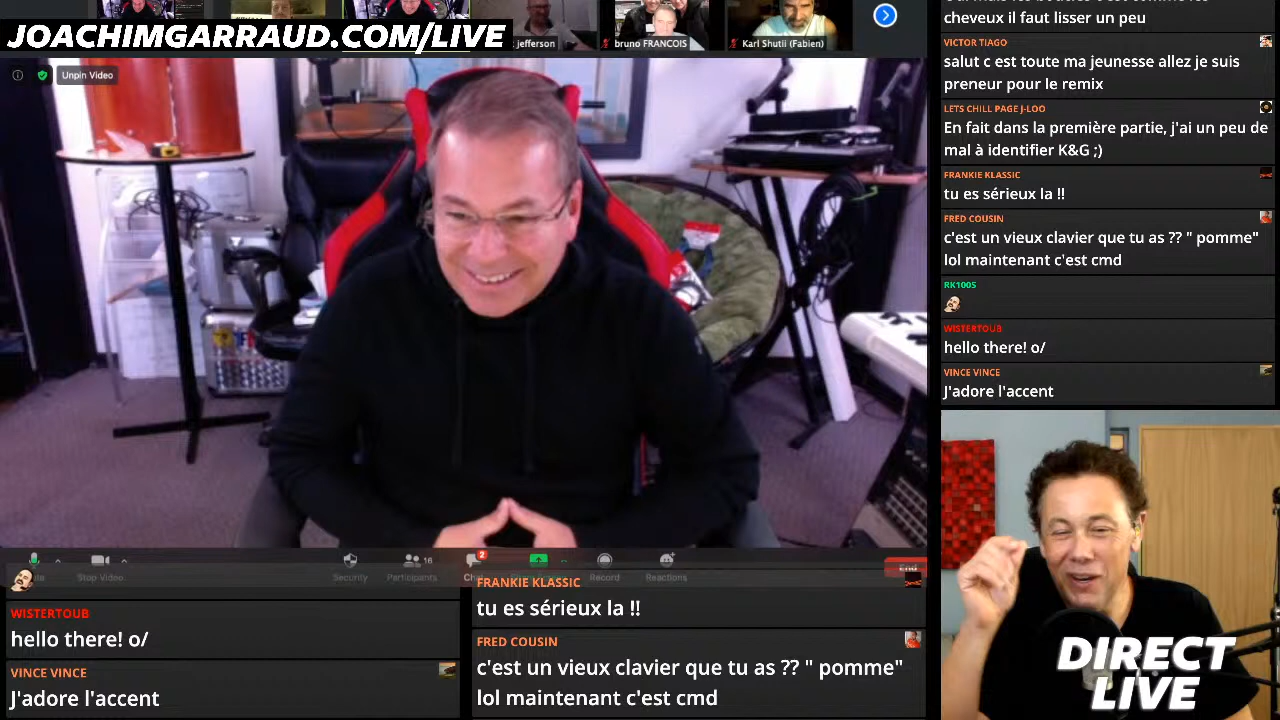 JOACHIMGARRAUD.COM/LIVE
jefferson
bruno FRANCOIS
Karl Shutii (Fabien)
Unpin Video
cheveux il faut lisser un peu
VICTOR TIAGO
salut c est toute ma jeunesse allez je suis
preneur pour le remix
LETS CHILL PAGE J-LOO
En fait dans la première partie, j'ai un peu de
mal à identifier K&G ;)
FRANKIE KLASSIC
tu es sérieux la !!
FRED COUSIN
c'est un vieux clavier que tu as ?? " pomme"
lol maintenant c'est cmd
RK1005
WISTERTOUB
hello there! o/
VINCE VINCE
J'adore l'accent
Stop Video
Security
16
Participants
2
Record
Reactions
End
WISTERTOUB
hello there! o/
VINCE VINCE
J'adore l'accent
FRANKIE KLASSIC
tu es sérieux la !!
FRED COUSIN
c'est un vieux clavier que tu as ?? " pomme"
lol maintenant c'est cmd
DIRECT
LIVE